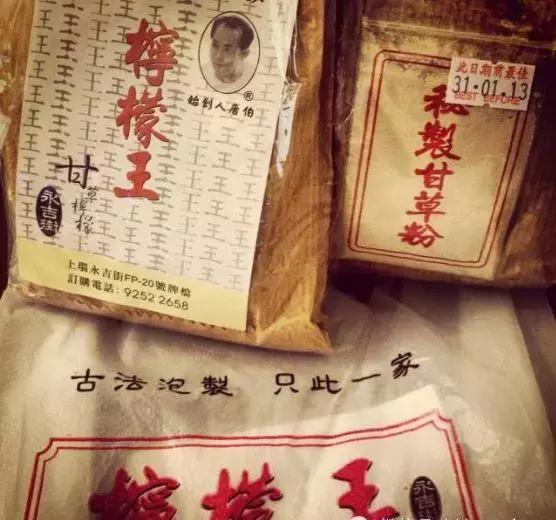 檸檬王
®
始創人唐伯
甘草檸檬
永吉街
上環永吉街FP-20號牌檔
訂購電話：9252 2658
此日期前最佳
31-01.13
BEST BEFORE
秘製甘草粉
古法泡製 只此一家
檸檬王
永吉街